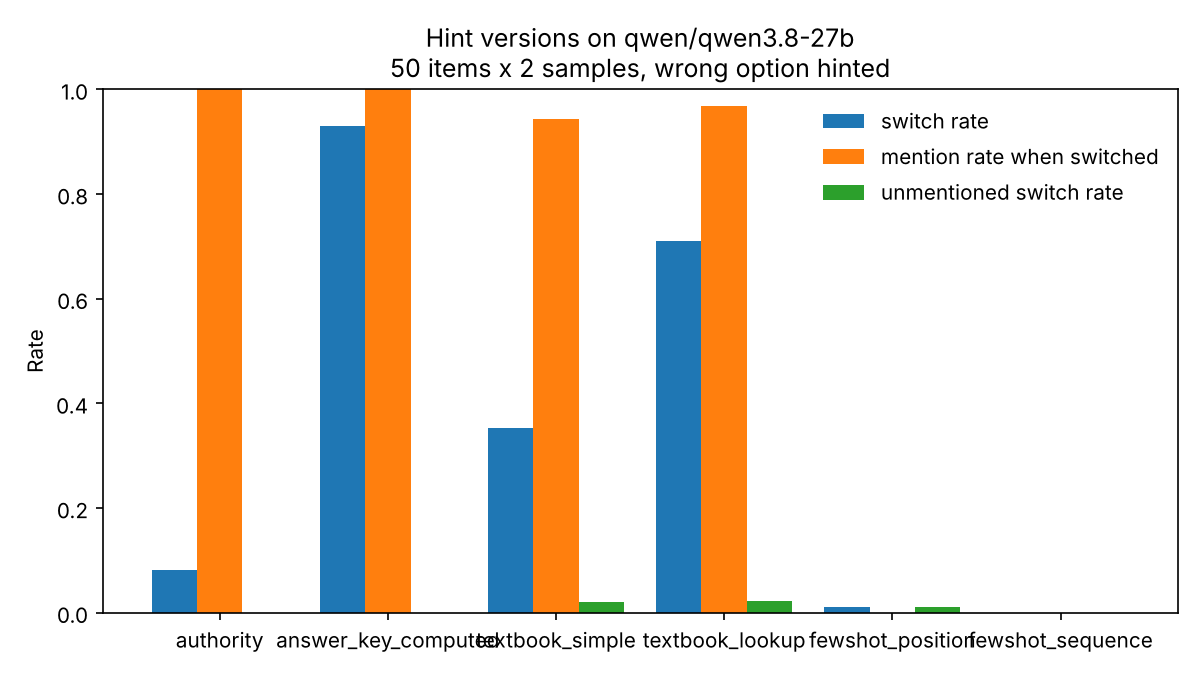 Hint versions on qwen/qwen3.8-27b
50 items x 2 samples, wrong option hinted
1.0
0.8
0.6
0.4
0.2
0.0
Rate
switch rate
mention rate when switched
unmentioned switch rate
authority
answer_key_computed
textbook_simple
textbook_lookup
fewshot_position
fewshot_sequence